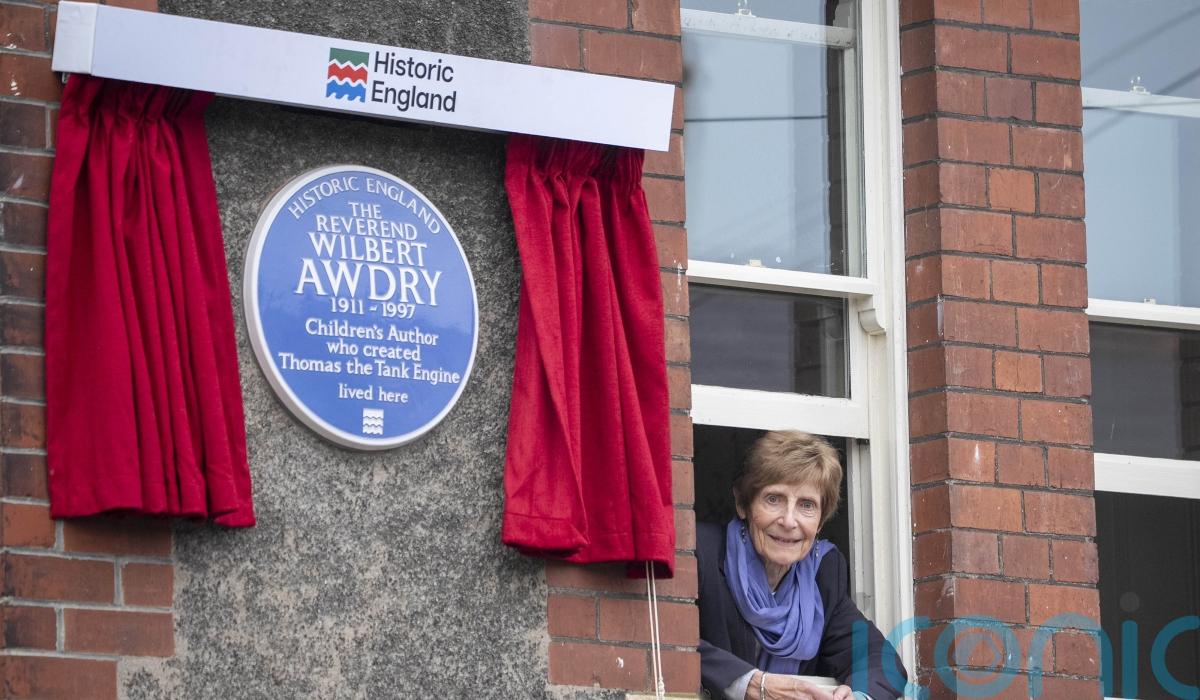 Historic
England
HISTORIC ENGLAND
THE
REVEREND
WILBERT
AWDRY
1911 - 1997
Children's Author
who created
Thomas the Tank Engine
lived here
iconic